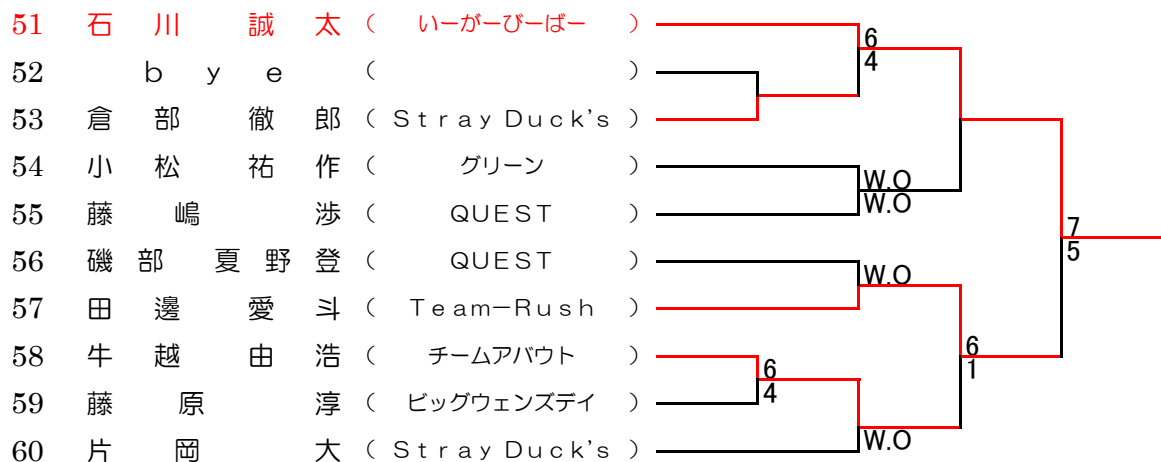 51 石川 誠太 ( いーがーびーばー )
6
4
52 bye ( )
53 倉部 徹郎 ( Stray Duck's )
54 小松 祐作 ( グリーン )
W.O
W.O
55 藤嶋 渉 ( QUEST )
7
5
56 磯部 夏野登 ( QUEST )
W.O
57 田邊 愛斗 ( Team-Rush )
58 牛越 由浩 ( チームアバウト )
6
1
6
4
59 藤原 淳 ( ビッグウェンズデイ )
60 片岡 大 ( Stray Duck's )
W.O